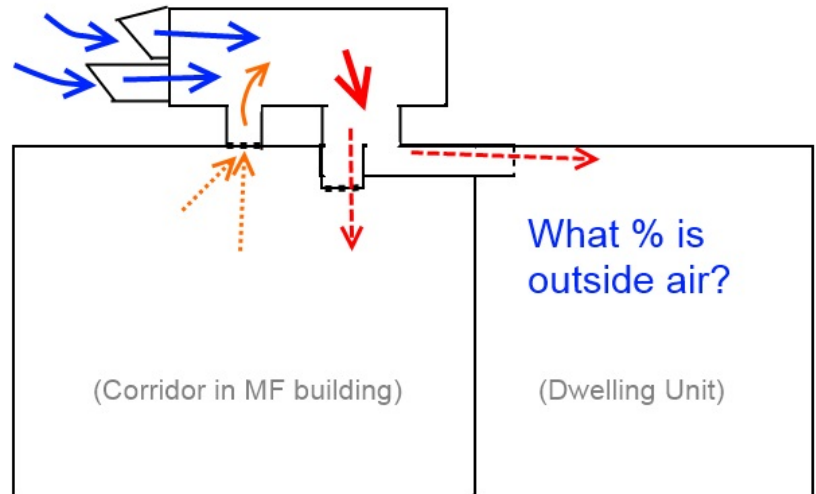 What % is
outside air?
(Corridor in MF building)
(Dwelling Unit)